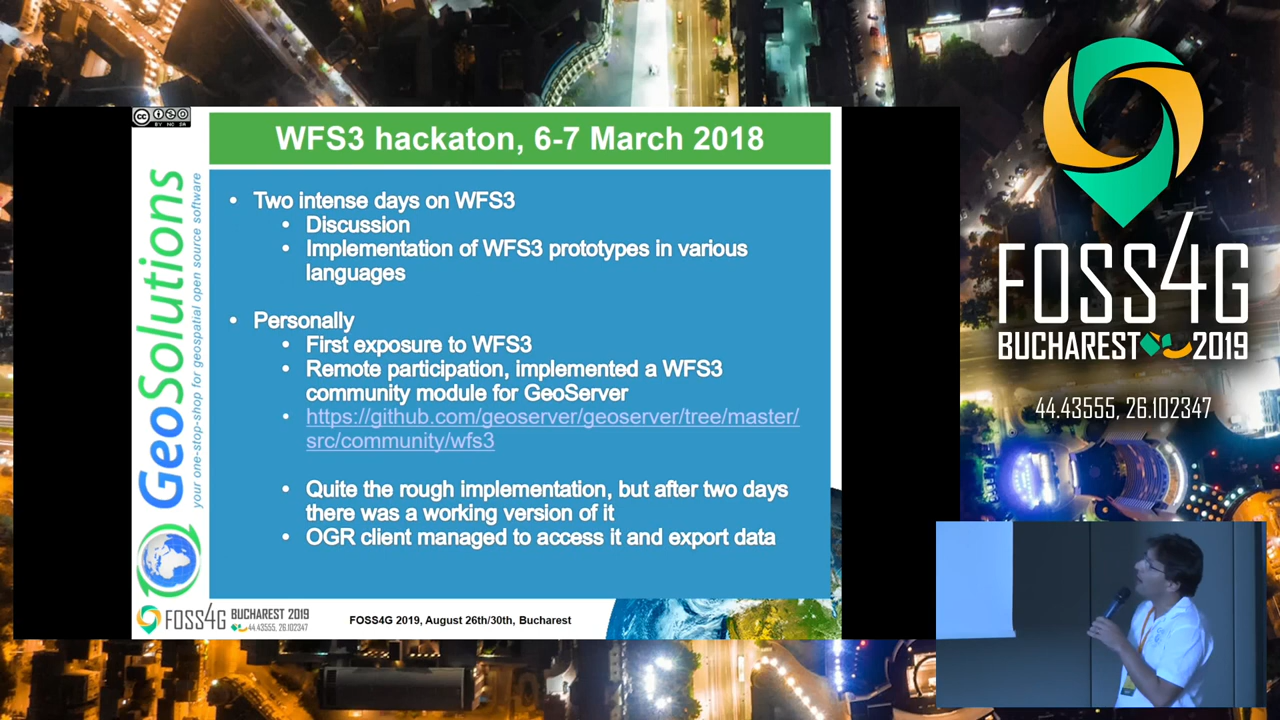 WFS3 hackaton, 6-7 March 2018
• Two intense days on WFS3
• Discussion
• Implementation of WFS3 prototypes in various
languages
• Personally
• First exposure to WFS3
• Remote participation, implemented a WFS3
community module for GeoServer
• https://github.com/geoserver/geoserver/tree/master/
src/community/wfs3
• Quite the rough implementation, but after two days
there was a working version of it
• OGR client managed to access it and export data
GeoSolutions
your one-stop-shop for geospatial open source software
CC
BY NC SA
FOSS4G BUCHAREST 2019
44.43555, 26.102347
FOSS4G 2019, August 26th/30th, Bucharest
FOSS4G
BUCHAREST 2019
44.43555, 26.102347